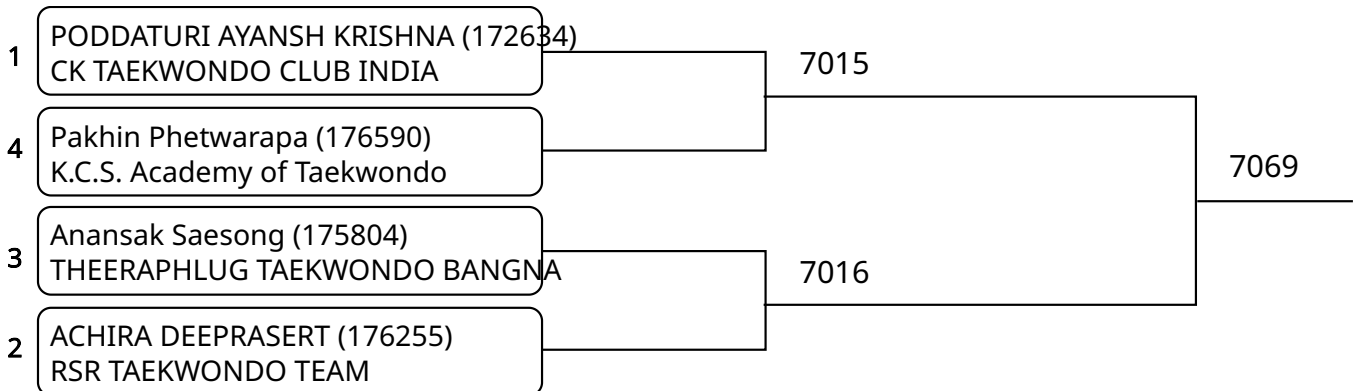 1
PODDATURI AYANSH KRISHNA (172634)
CK TAEKWONDO CLUB INDIA
7015
4
Pakhin Phetwarapa (176590)
K.C.S. Academy of Taekwondo
7069
3
Anansak Saesong (175804)
THEERAPHLUG TAEKWONDO BANGNA
7016
2
ACHIRA DEEPRASERT (176255)
RSR TAEKWONDO TEAM